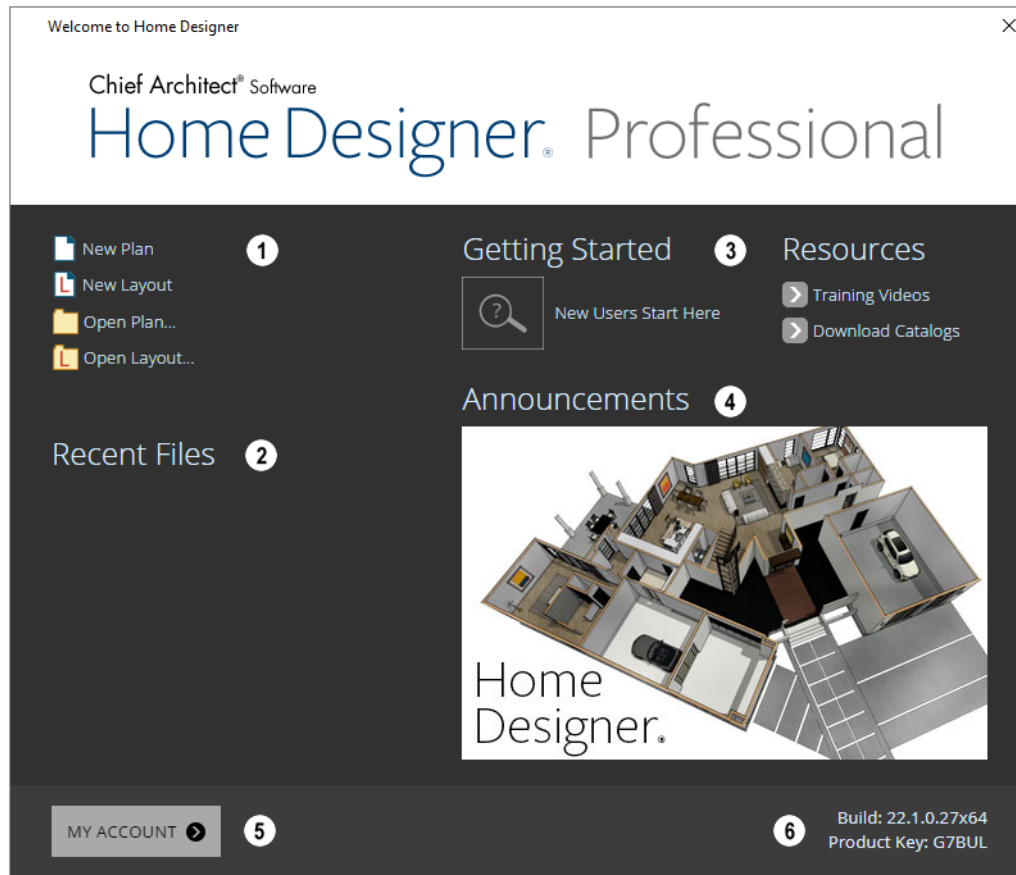 Welcome to Home Designer
Chief Architect® Software
Home Designer® Professional
New Plan
1
New Layout
Open Plan...
Open Layout...
Recent Files
2
Getting Started
3
New Users Start Here
Resources
Training Videos
Download Catalogs
Announcements
4
Home
Designer®
MY ACCOUNT
5
6
Build: 22.1.0.27x64
Product Key: G7BUL